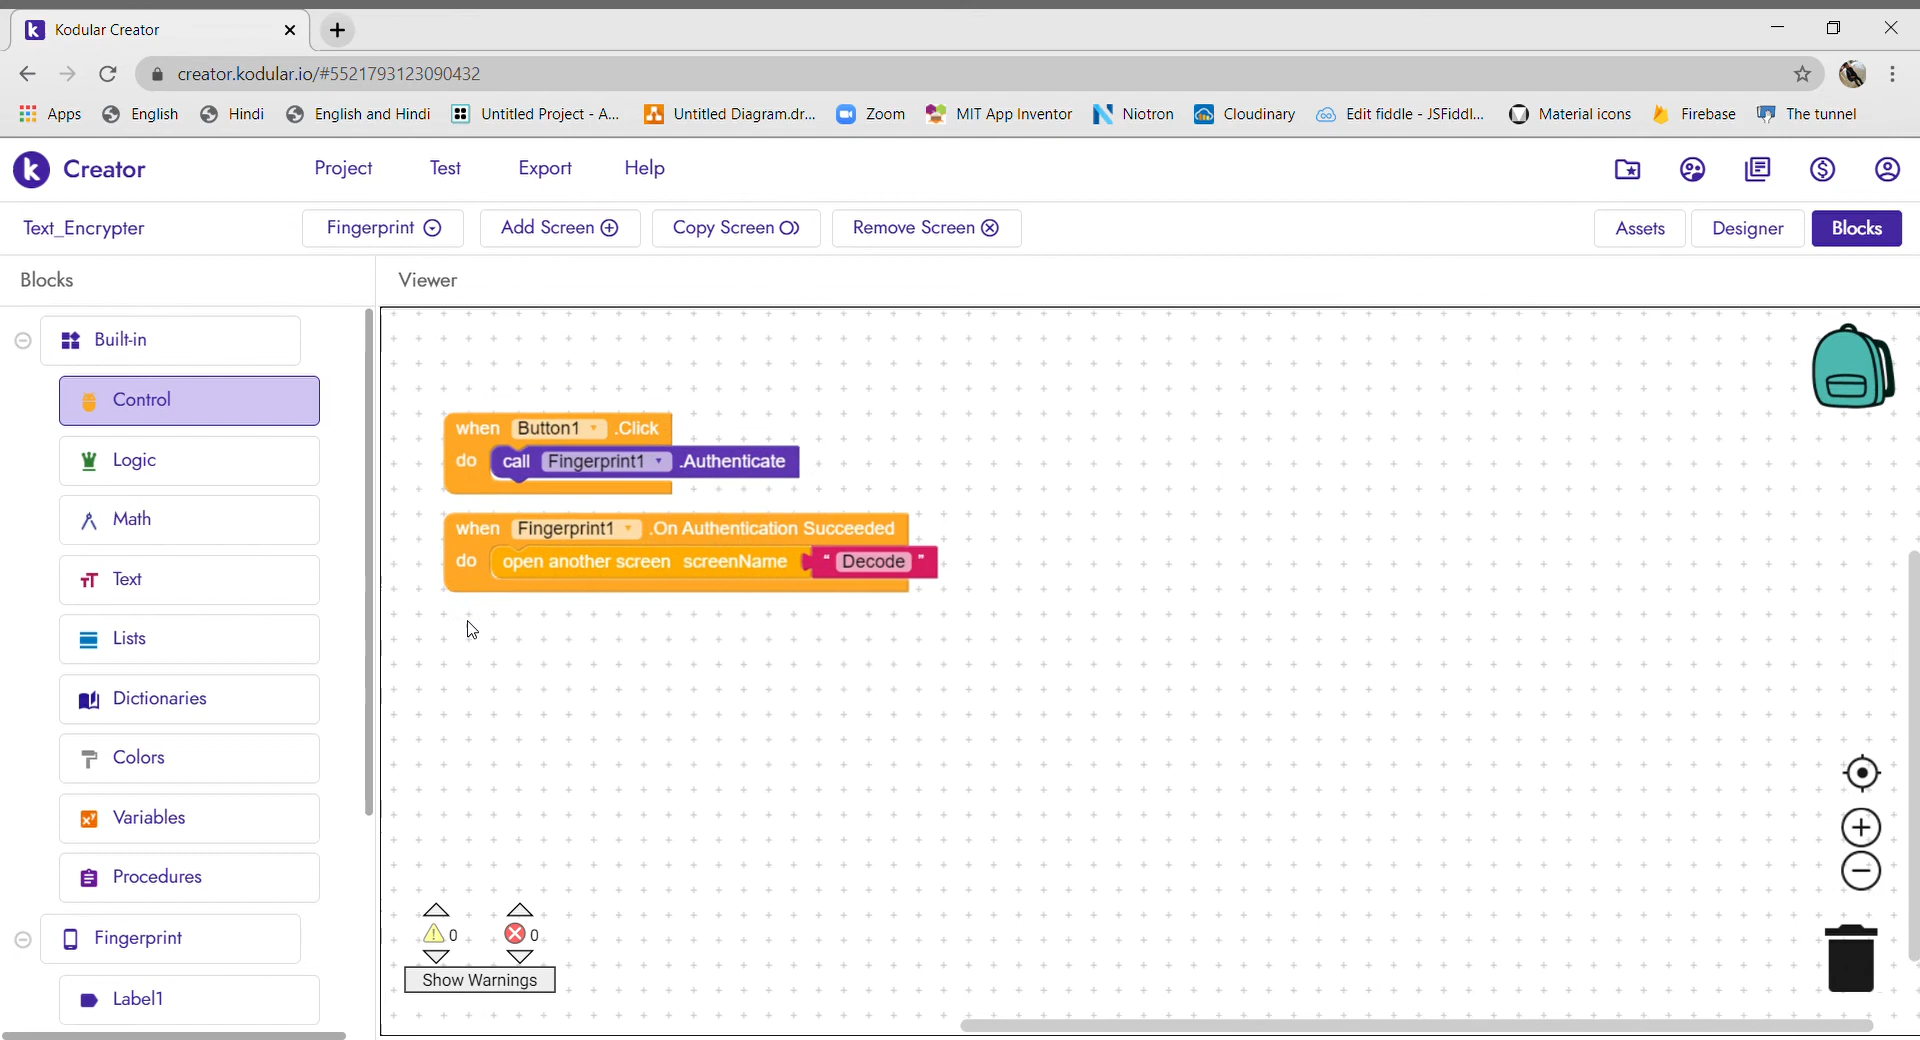 Kodular Creator
creator.kodular.io/#5521793123090432
Apps English Hindi English and Hindi Untitled Project - A... Untitled Diagram.dr... Zoom MIT App Inventor Niotron Cloudinary Edit fiddle - JSFiddl... Material icons Firebase The tunnel
k Creator Project Test Export Help
Text_Encrypter Fingerprint Add Screen Copy Screen Remove Screen Assets Designer Blocks
Blocks Viewer
Built-in
Control
Logic
Math
Text
Lists
Dictionaries
Colors
Variables
Procedures
Fingerprint
Label1
when Button1 .Click
do call Fingerprint1 .Authenticate
when Fingerprint1 .On Authentication Succeeded
do open another screen screenName " Decode "
0 0
Show Warnings